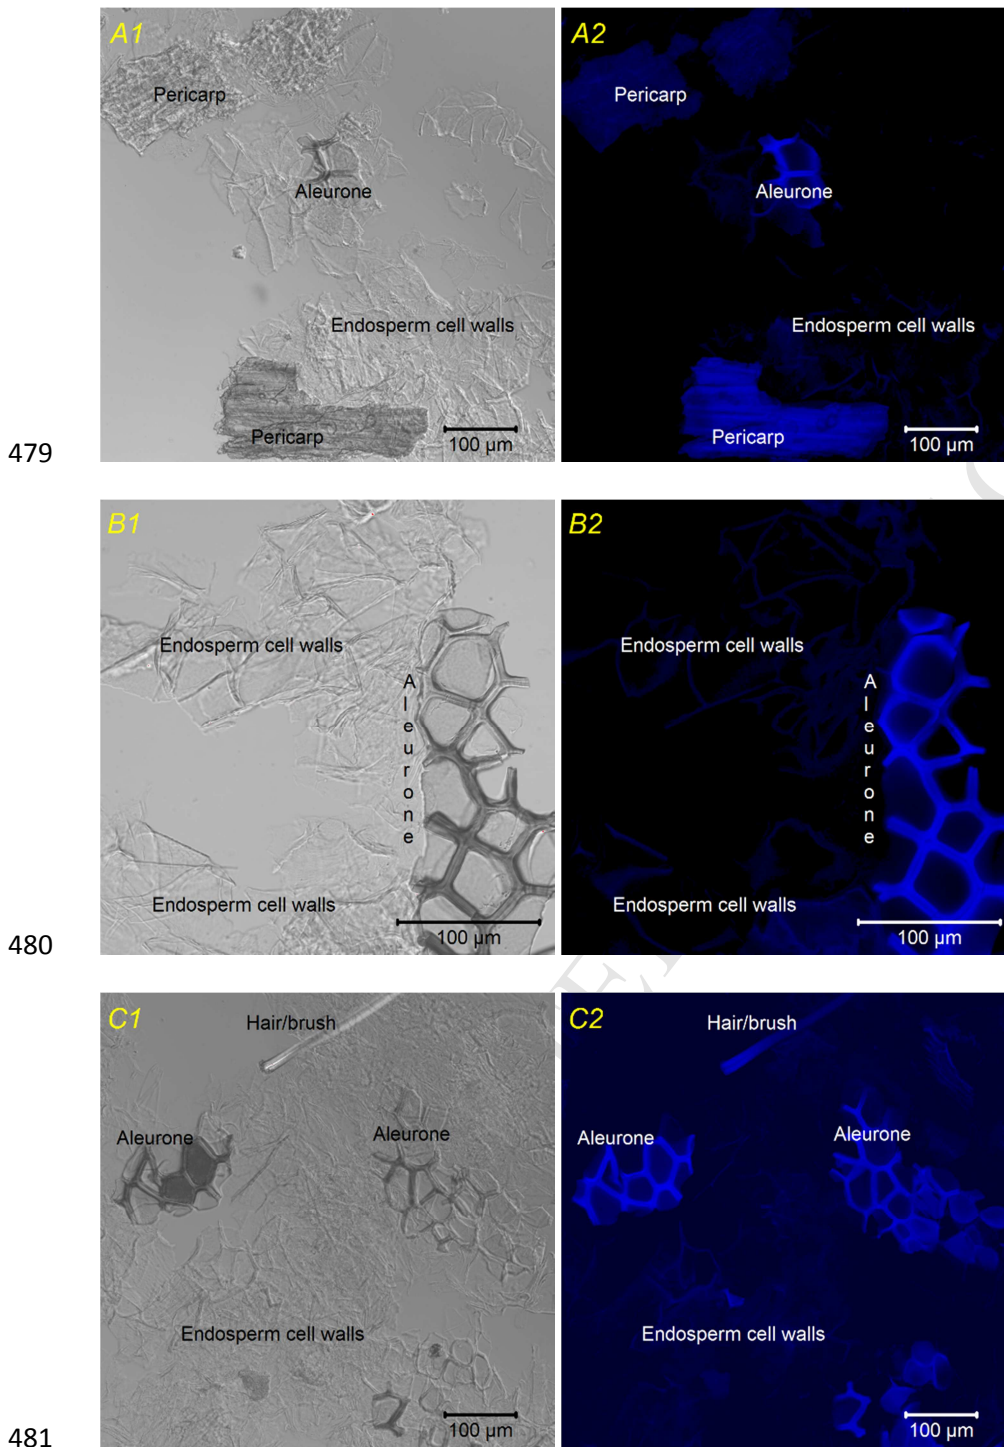 A1
Pericarp
Aleurone
Endosperm cell walls
Pericarp
100 µm
A2
Pericarp
Aleurone
Endosperm cell walls
Pericarp
100 µm
479
B1
Endosperm cell walls
Aleurone
Endosperm cell walls
100 µm
B2
Endosperm cell walls
Aleurone
Endosperm cell walls
100 µm
480
C1
Hair/brush
Aleurone
Aleurone
Endosperm cell walls
100 µm
C2
Hair/brush
Aleurone
Aleurone
Endosperm cell walls
100 µm
481